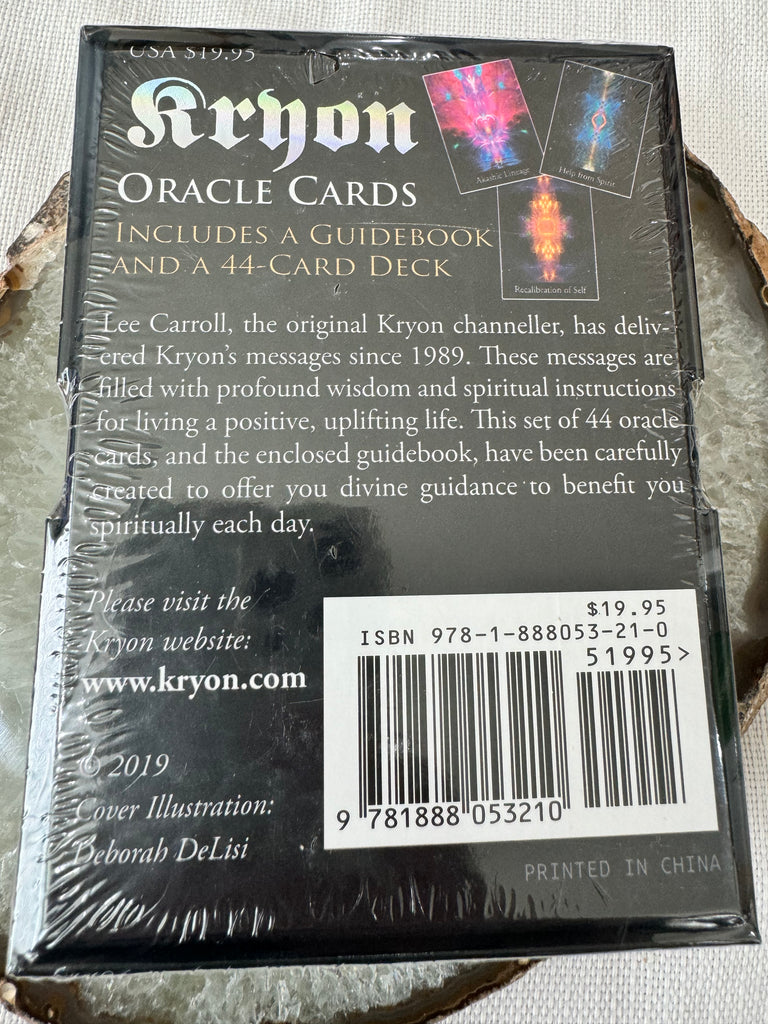 USA $19.95
Kryon
ORACLE CARDS
INCLUDES A GUIDEBOOK
AND A 44-CARD DECK
Akashic Lineage
Help from Spirit
Recalibration of Self
Lee Carroll, the original Kryon channeller, has deliv-
ered Kryon's messages since 1989. These messages are
filled with profound wisdom and spiritual instructions
for living a positive, uplifting life. This set of 44 oracle
cards, and the enclosed guidebook, have been carefully
created to offer you divine guidance to benefit you
spiritually each day.
Please visit the
Kryon website:
www.kryon.com
© 2019
Cover Illustration:
Deborah DeLisi
$19.95
ISBN 978-1-888053-21-0
51995>
9 781888 053210
PRINTED IN CHINA